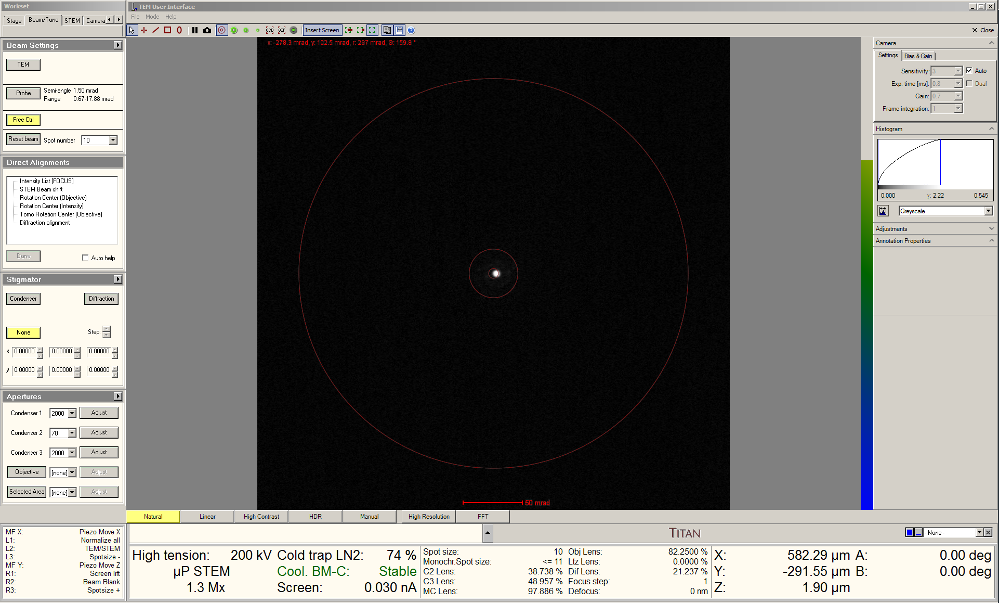 Workset
TEM User Interface
File Mode Help
Stage Beam/Tune STEM Camera
CCD GIF Insert Screen
Close
x: -278.3 mrad, y: 102.5 mrad, r: 297 mrad, Θ: 159.8 °
50 mrad
Beam Settings
TEM
Probe Semi-angle 1.50 mrad
Range 0.67-17.88 mrad
Free Ctrl
Reset beam Spot number 10
Direct Alignments
Intensity List [FOCUS]
STEM Beam shift
Rotation Center (Objective)
Rotation Center (Intensity)
Tomo Rotation Center (Objective)
Diffraction alignment
Done Auto help
Stigmator
Condenser Diffraction
None Step:
x 0.00000 0.00000 0.00000
y 0.00000 0.00000 0.00000
Apertures
Condenser 1 2000 Adjust
Condenser 2 70 Adjust
Condenser 3 2000 Adjust
Objective [none] Adjust
Selected Area [none] Adjust
Camera
Settings Bias & Gain
Sensitivity: 3 Auto
Exp. time [ms]: 0.8 Dual
Gain: 0.7
Frame integration: 1
Histogram
0.000 γ: 2.22 0.545
Greyscale
Adjustments
Annotation Properties
Natural Linear High Contrast HDR Manual High Resolution FFT
TITAN
- None -
MF X: Piezo Move X
L1: Normalize all
L2: TEM/STEM
L3: Spotsize -
MF Y: Piezo Move Z
R1: Screen lift
R2: Beam Blank
R3: Spotsize +
High tension: 200 kV Cold trap LN2: 74 %
µP STEM Cool. BM-C: Stable
1.3 Mx Screen: 0.030 nA
Spot size: 10 Obj Lens: 82.2500 %
Monochr.Spot size: <= 11 Ltz Lens: 0.0000 %
C2 Lens: 38.738 % Dif Lens: 21.237 %
C3 Lens: 48.957 % Focus step: 1
MC Lens: 97.886 % Defocus: 0 nm
X: 582.29 µm A: 0.00 deg
Y: -291.55 µm B: 0.00 deg
Z: 1.90 µm